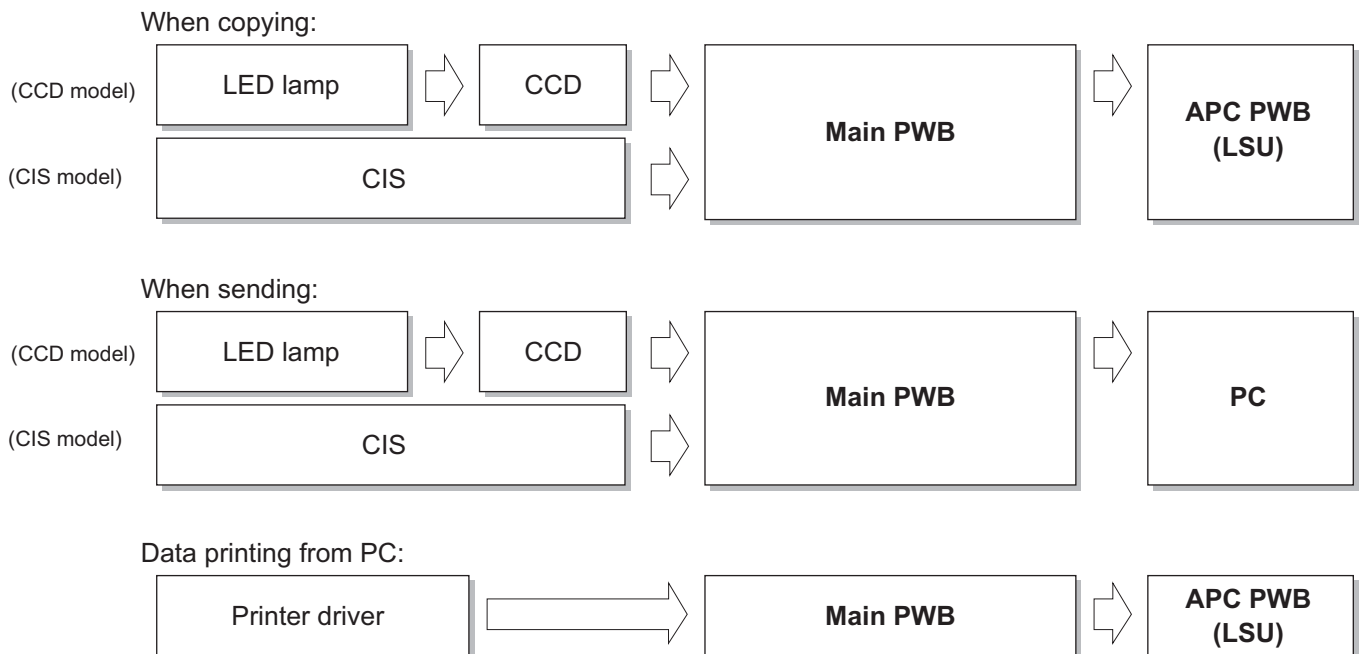 When copying:
(CCD model)
LED lamp
CCD
Main PWB
APC PWB
(LSU)
(CIS model)
CIS
When sending:
(CCD model)
LED lamp
CCD
Main PWB
PC
(CIS model)
CIS
Data printing from PC:
Printer driver
Main PWB
APC PWB
(LSU)